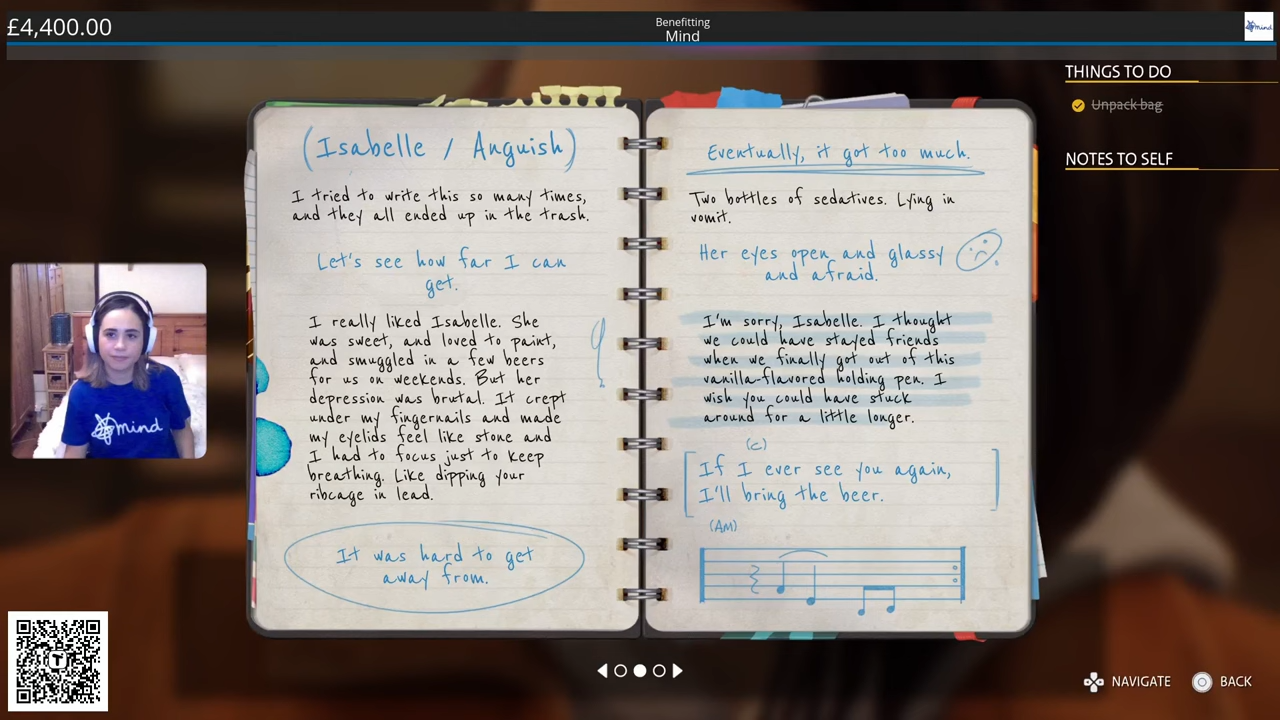 £4,400.00
Benefitting
Mind
mind
THINGS TO DO
Unpack bag
NOTES TO SELF
(Isabelle / Anguish)
I tried to write this so many times,
and they all ended up in the trash.
Let's see how far I can
get.
I really liked Isabelle. She
was sweet, and loved to paint,
and smuggled in a few beers
for us on weekends. But her
depression was brutal. It crept
under my fingernails and made
my eyelids feel like stone and
I had to focus just to keep
breathing. Like dipping your
ribcage in lead.
It was hard to get
away from.
Eventually, it got too much.
Two bottles of sedatives. Lying in
vomit.
Her eyes open and glassy
and afraid.
I'm sorry, Isabelle. I thought
we could have stayed friends
when we finally got out of this
vanilla-flavored holding pen. I
wish you could have stuck
around for a little longer.
(C)
If I ever see you again,
I'll bring the beer.
(Am)
mind
T
NAVIGATE
BACK